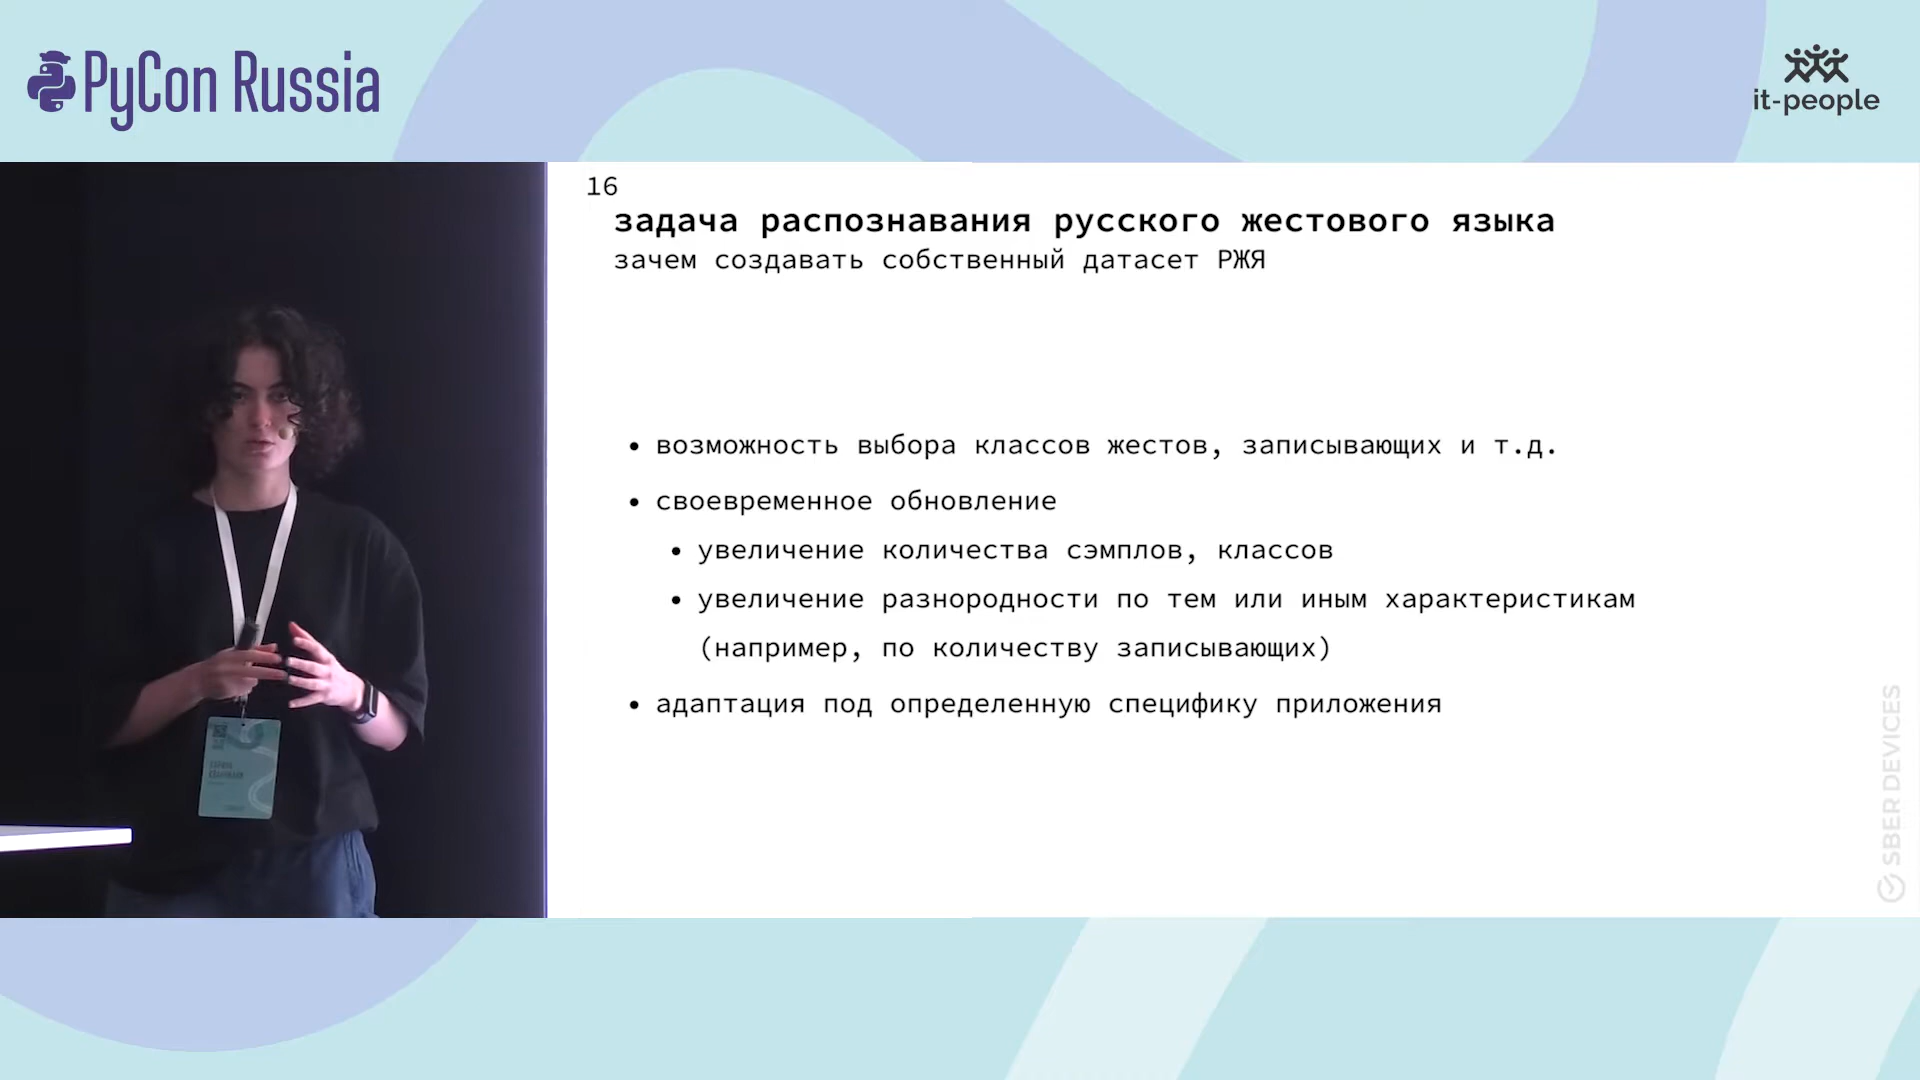 PyCon Russia
it-people
16
задача распознавания русского жестового языка
зачем создавать собственный датасет РЖЯ
• возможность выбора классов жестов, записывающих и т.д.
• своевременное обновление
• увеличение количества сэмплов, классов
• увеличение разнородности по тем или иным характеристикам
(например, по количеству записывающих)
• адаптация под определенную специфику приложения
SBER DEVICES